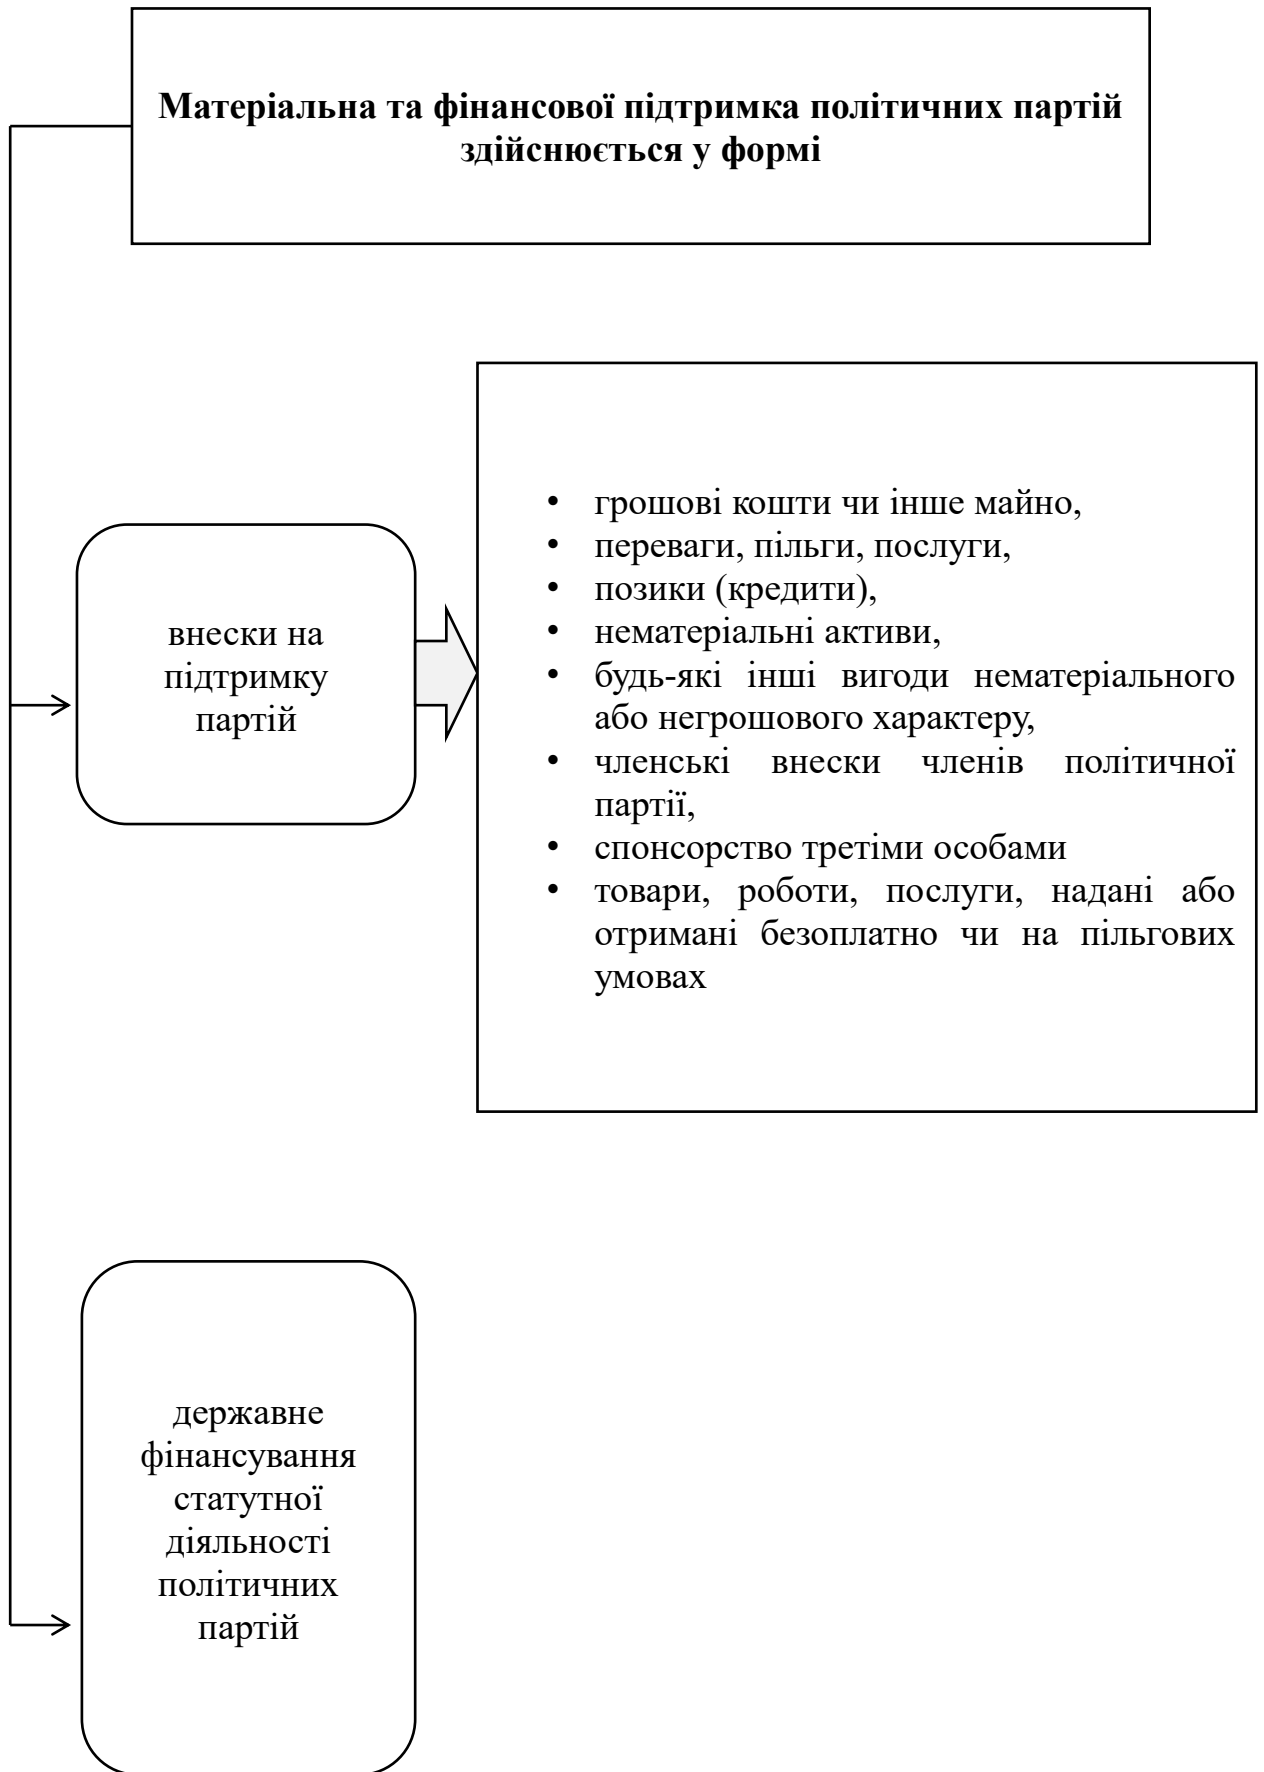 Матеріальна та фінансової підтримка політичних партій
здійснюється у формі
внески на
підтримку
партій
• грошові кошти чи інше майно,
• переваги, пільги, послуги,
• позики (кредити),
• нематеріальні активи,
• будь-які інші вигоди нематеріального
або негрошового характеру,
• членські внески членів політичної
партії,
• спонсорство третіми особами
• товари, роботи, послуги, надані або
отримані безоплатно чи на пільгових
умовах
державне
фінансування
статутної
діяльності
політичних
партій